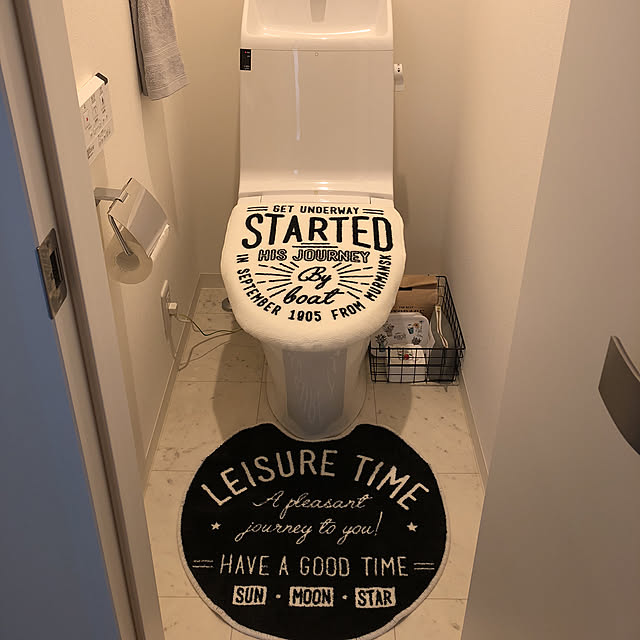 GET UNDERWAY
STARTED
HIS JOURNEY
By
boat
IN SEPTEMBER 1905 FROM MURMANSK
LEISURE TIME
A pleasant
journey to you!
HAVE A GOOD TIME
SUN · MOON · STAR